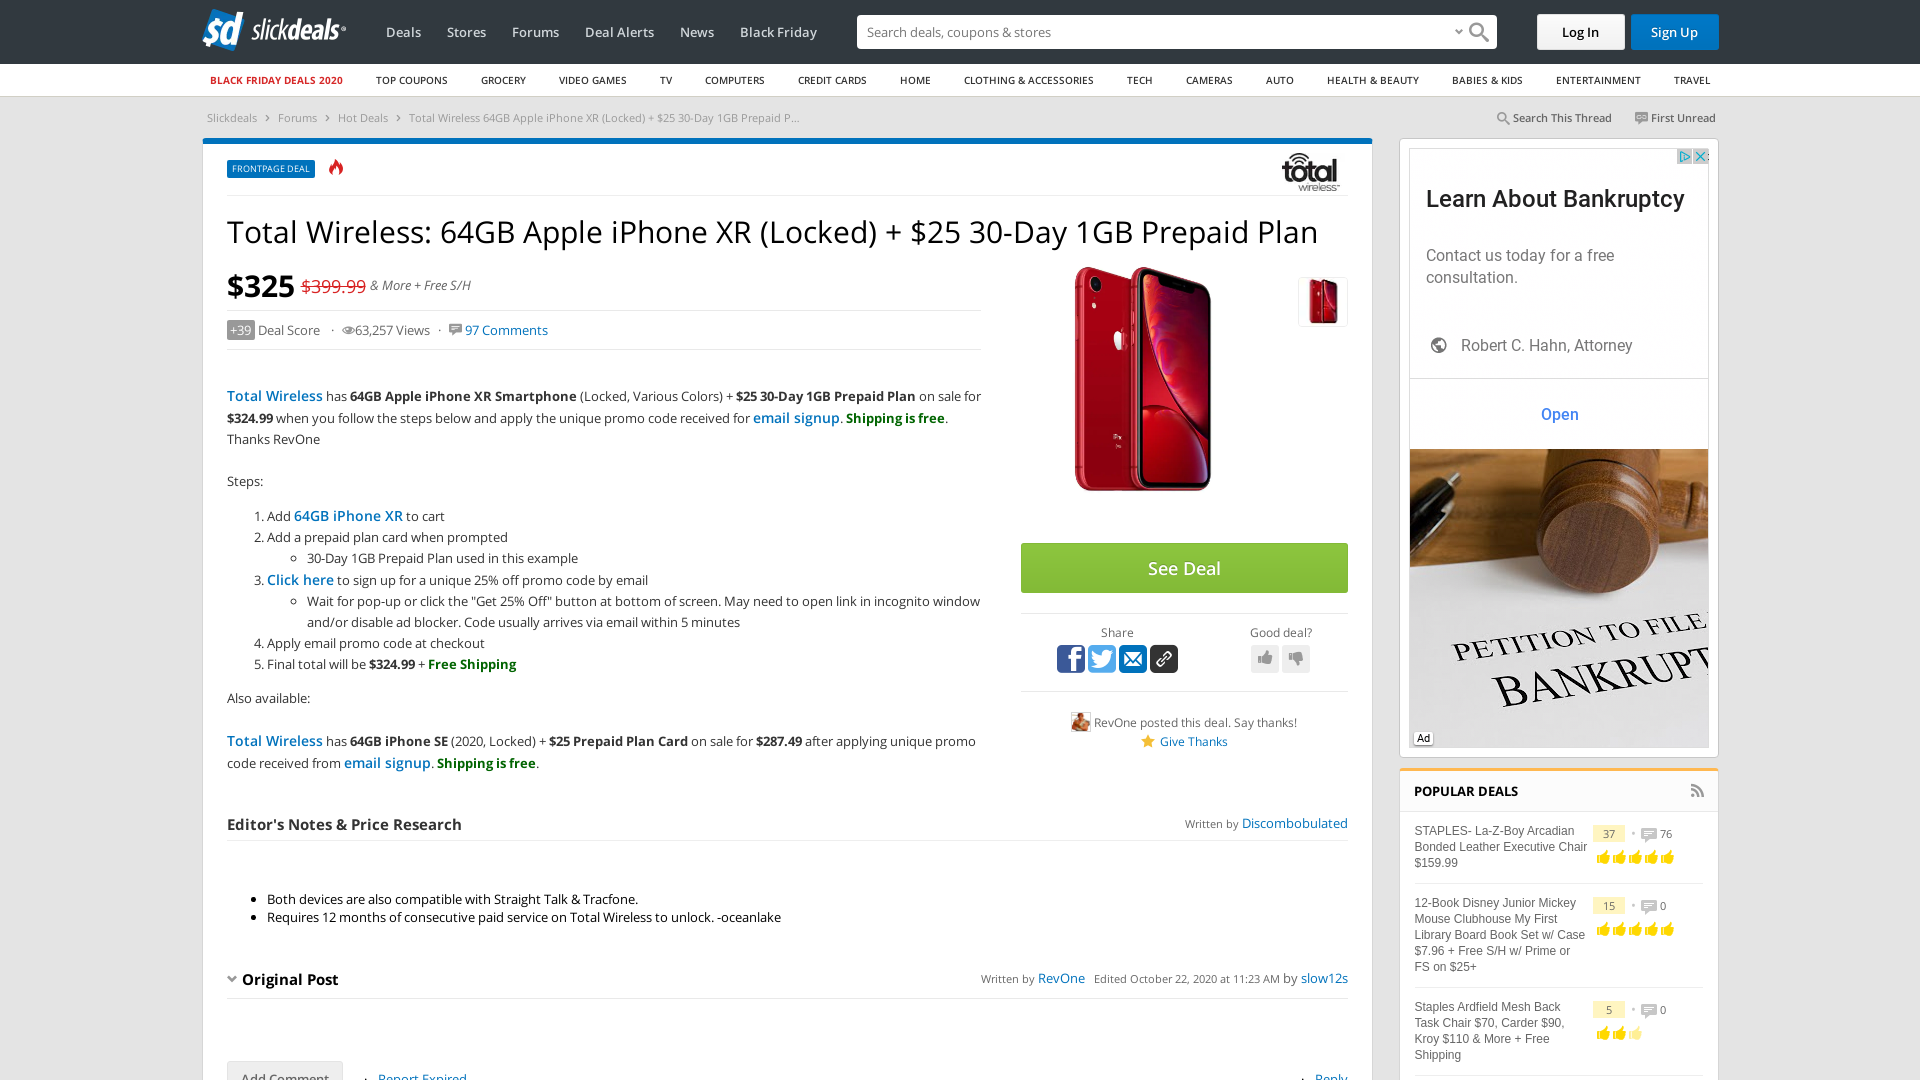 slickdeals
Deals
Stores
Forums
Deal Alerts
News
Black Friday
Search deals, coupons & stores
Log In
Sign Up
BLACK FRIDAY DEALS 2020
TOP COUPONS
GROCERY
VIDEO GAMES
TV
COMPUTERS
CREDIT CARDS
HOME
CLOTHING & ACCESSORIES
TECH
CAMERAS
AUTO
HEALTH & BEAUTY
BABIES & KIDS
ENTERTAINMENT
TRAVEL
Slickdeals › Forums › Hot Deals › Total Wireless 64GB Apple iPhone XR (Locked) + $25 30-Day 1GB Prepaid P...
Search This Thread
First Unread
FRONTPAGE DEAL
total
wireless
Total Wireless: 64GB Apple iPhone XR (Locked) + $25 30-Day 1GB Prepaid Plan
$325 $399.99 & More + Free S/H
+39 Deal Score · 63,257 Views · 97 Comments
Total Wireless has 64GB Apple iPhone XR Smartphone (Locked, Various Colors) + $25 30-Day 1GB Prepaid Plan on sale for
$324.99 when you follow the steps below and apply the unique promo code received for email signup. Shipping is free.
Thanks RevOne
Steps:
1. Add 64GB iPhone XR to cart
2. Add a prepaid plan card when prompted
30-Day 1GB Prepaid Plan used in this example
3. Click here to sign up for a unique 25% off promo code by email
Wait for pop-up or click the "Get 25% Off" button at bottom of screen. May need to open link in incognito window
and/or disable ad blocker. Code usually arrives via email within 5 minutes
4. Apply email promo code at checkout
5. Final total will be $324.99 + Free Shipping
Also available:
Total Wireless has 64GB iPhone SE (2020, Locked) + $25 Prepaid Plan Card on sale for $287.49 after applying unique promo
code received from email signup. Shipping is free.
See Deal
Share
Good deal?
RevOne posted this deal. Say thanks!
Give Thanks
Editor's Notes & Price Research
Written by Discombobulated
Both devices are also compatible with Straight Talk & Tracfone.
Requires 12 months of consecutive paid service on Total Wireless to unlock. -oceanlake
Original Post
Written by RevOne Edited October 22, 2020 at 11:23 AM by slow12s
Add Comment
Report Expired
Reply
Learn About Bankruptcy
Contact us today for a free
consultation.
Robert C. Hahn, Attorney
Open
PETITION TO FILE
BANKRUPT
Ad
POPULAR DEALS
STAPLES- La-Z-Boy Arcadian
Bonded Leather Executive Chair
$159.99
37 • 76
12-Book Disney Junior Mickey
Mouse Clubhouse My First
Library Board Book Set w/ Case
$7.96 + Free S/H w/ Prime or
FS on $25+
15 • 0
Staples Ardfield Mesh Back
Task Chair $70, Carder $90,
Kroy $110 & More + Free
Shipping
5 • 0